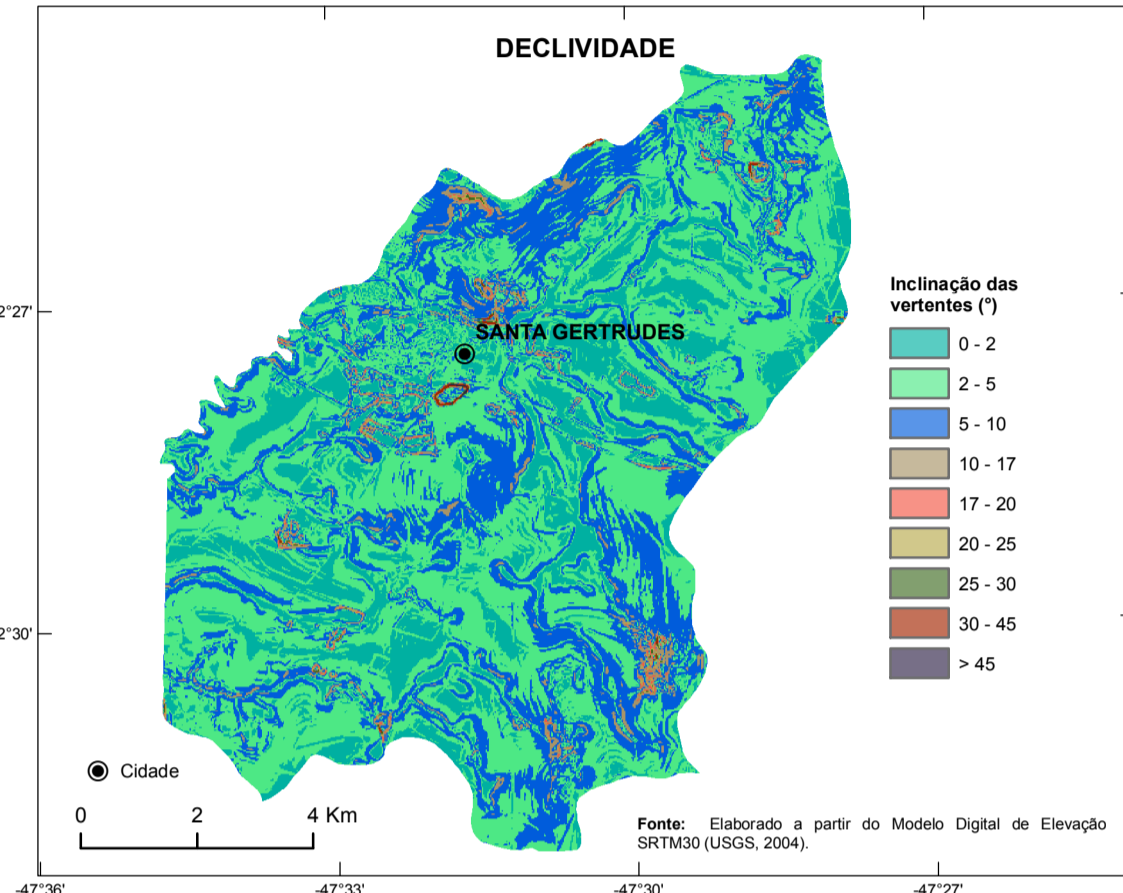 DECLIVIDADE
2°27'
SANTA GERTRUDES
Inclinação das
vertentes (°)
0 - 2
2 - 5
5 - 10
10 - 17
17 - 20
20 - 25
25 - 30
30 - 45
> 45
2°30'
Cidade
0 2 4 Km
Fonte: Elaborado a partir do Modelo Digital de Elevação
SRTM30 (USGS, 2004).
-47°36' -47°33' -47°30' -47°27'